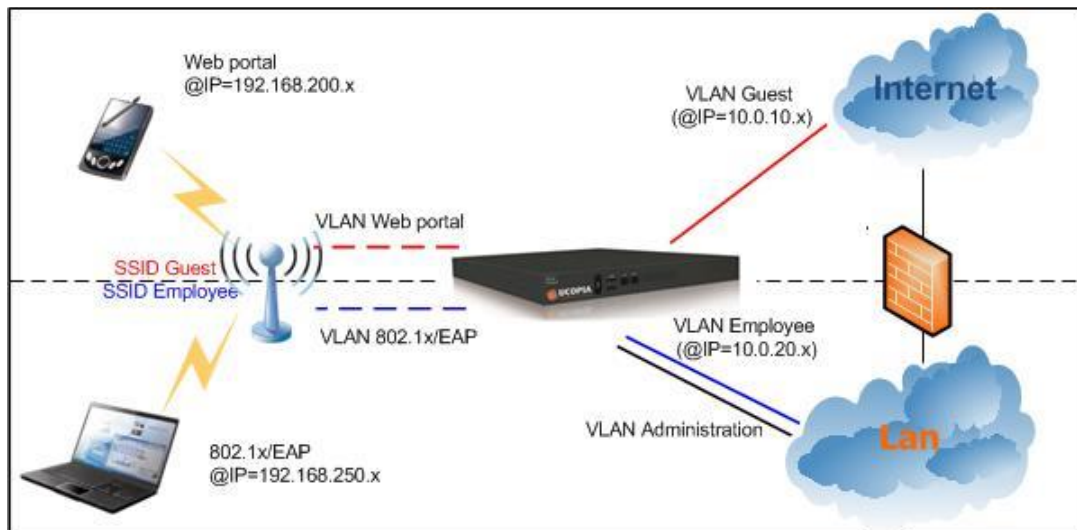 Web portal
@IP=192.168.200.x
VLAN Guest
(@IP=10.0.10.x)
Internet
VLAN Web portal
SSID Guest
SSID Employee
UCOPIA
VLAN 802.1x/EAP
VLAN Employee
(@IP=10.0.20.x)
VLAN Administration
Lan
802.1x/EAP
@IP=192.168.250.x